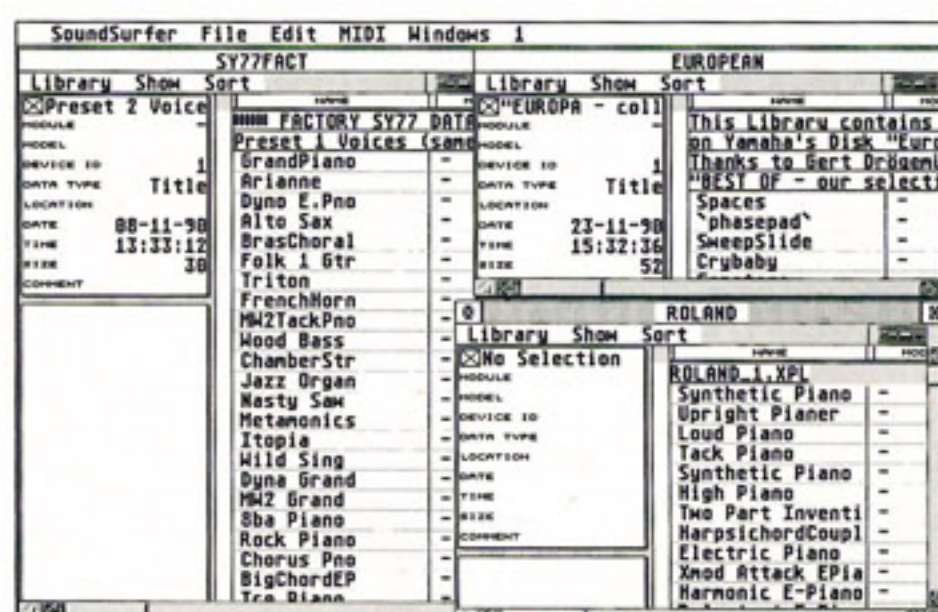 SoundSurfer File Edit MIDI Windows 1
SY77FACT
Library Show Sort
Preset 2 Voice
MODULE -
MODEL
DEVICE ID 1
DATA TYPE Title
LOCATION
DATE 08-11-90
TIME 13:33:12
SIZE 30
COMMENT
NAME
FACTORY SY77 DATA
Preset 1 Voices (same
GrandPiano -
Arianne -
Dyno E.Pno -
Alto Sax -
BrasChoral -
Folk 1 Gtr -
Triton -
FrenchHorn -
MW2TackPno -
Wood Bass -
ChamberStr -
Jazz Organ -
Nasty Saw -
Metamonics -
Itopia -
Wild Sing -
Dyna Grand -
MW2 Grand -
8ba Piano -
Rock Piano -
Chorus Pno -
BigChordEP -
EUROPEAN
Library Show Sort
"EUROPA - coll
MODULE -
MODEL
DEVICE ID 1
DATA TYPE Title
LOCATION
DATE 23-11-90
TIME 15:32:36
SIZE 52
NAME
This Library contains
on Yamaha's Disk "Euro
Thanks to Gert Drögemü
"BEST OF - our selecti
Spaces -
`phasepad` -
SweepSlide -
Crybaby -
ROLAND
Library Show Sort
No Selection
MODULE
MODEL
DEVICE ID
DATA TYPE
LOCATION
DATE
TIME
SIZE
COMMENT
NAME
ROLAND_1.XPL
Synthetic Piano -
Upright Pianer -
Loud Piano -
Tack Piano -
Synthetic Piano -
High Piano -
Two Part Inventi -
HarpsichordCoupl -
Electric Piano -
Xmod Attack EPia -
Harmonic E-Piano -